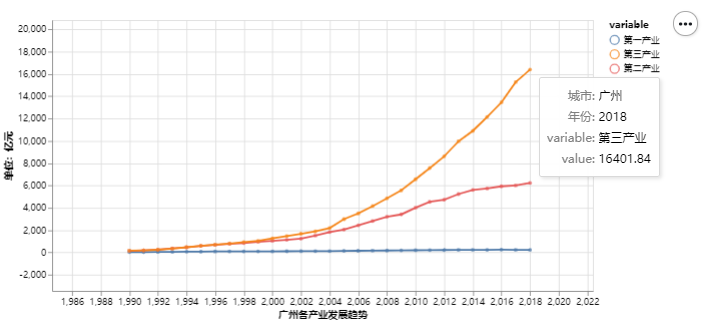 variable
第一产业
第三产业
第二产业
20,000
18,000
16,000
14,000
12,000
10,000
8,000
6,000
4,000
2,000
0
-2,000
单位: 亿元
城市: 广州
年份: 2018
variable: 第三产业
value: 16401.84
1,986 1,988 1,990 1,992 1,994 1,996 1,998 2,000 2,002 2,004 2,006 2,008 2,010 2,012 2,014 2,016 2,018 2,020 2,022
广州各产业发展趋势